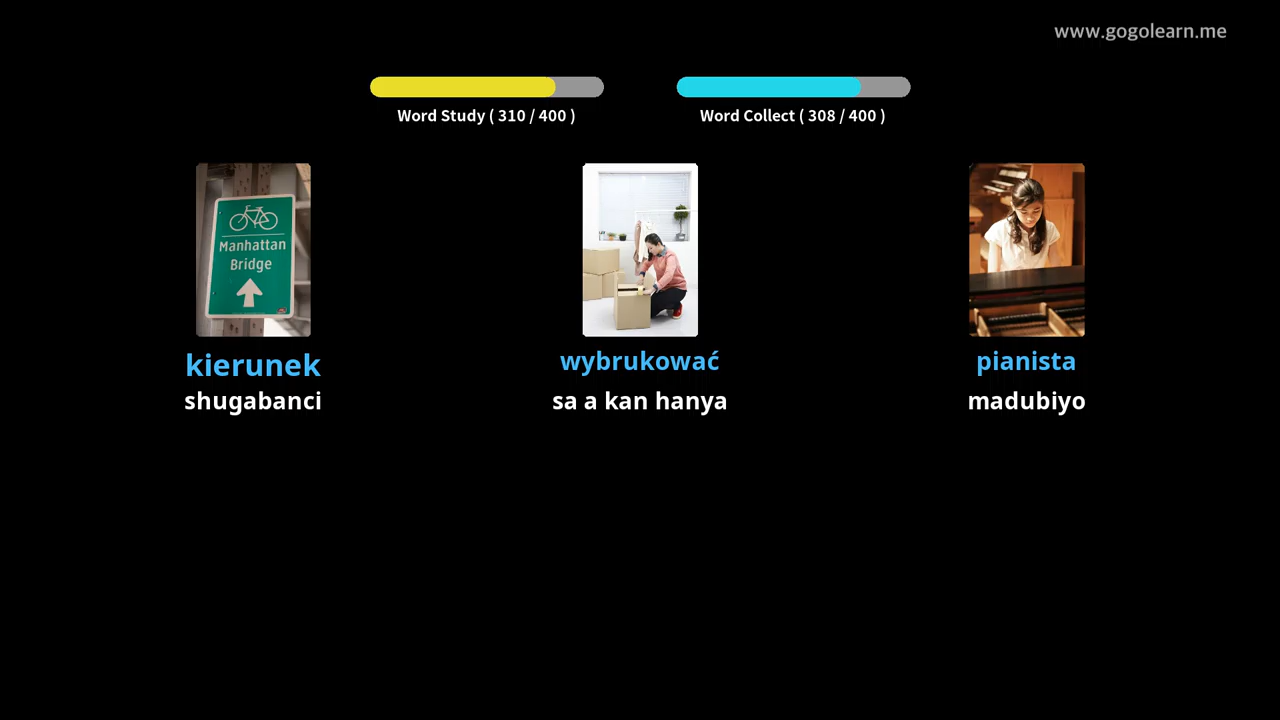 www.gogolearn.me
Word Study ( 310 / 400 )
Word Collect ( 308 / 400 )
Manhattan
Bridge
kierunek
wybrukować
pianista
shugabanci
sa a kan hanya
madubiyo